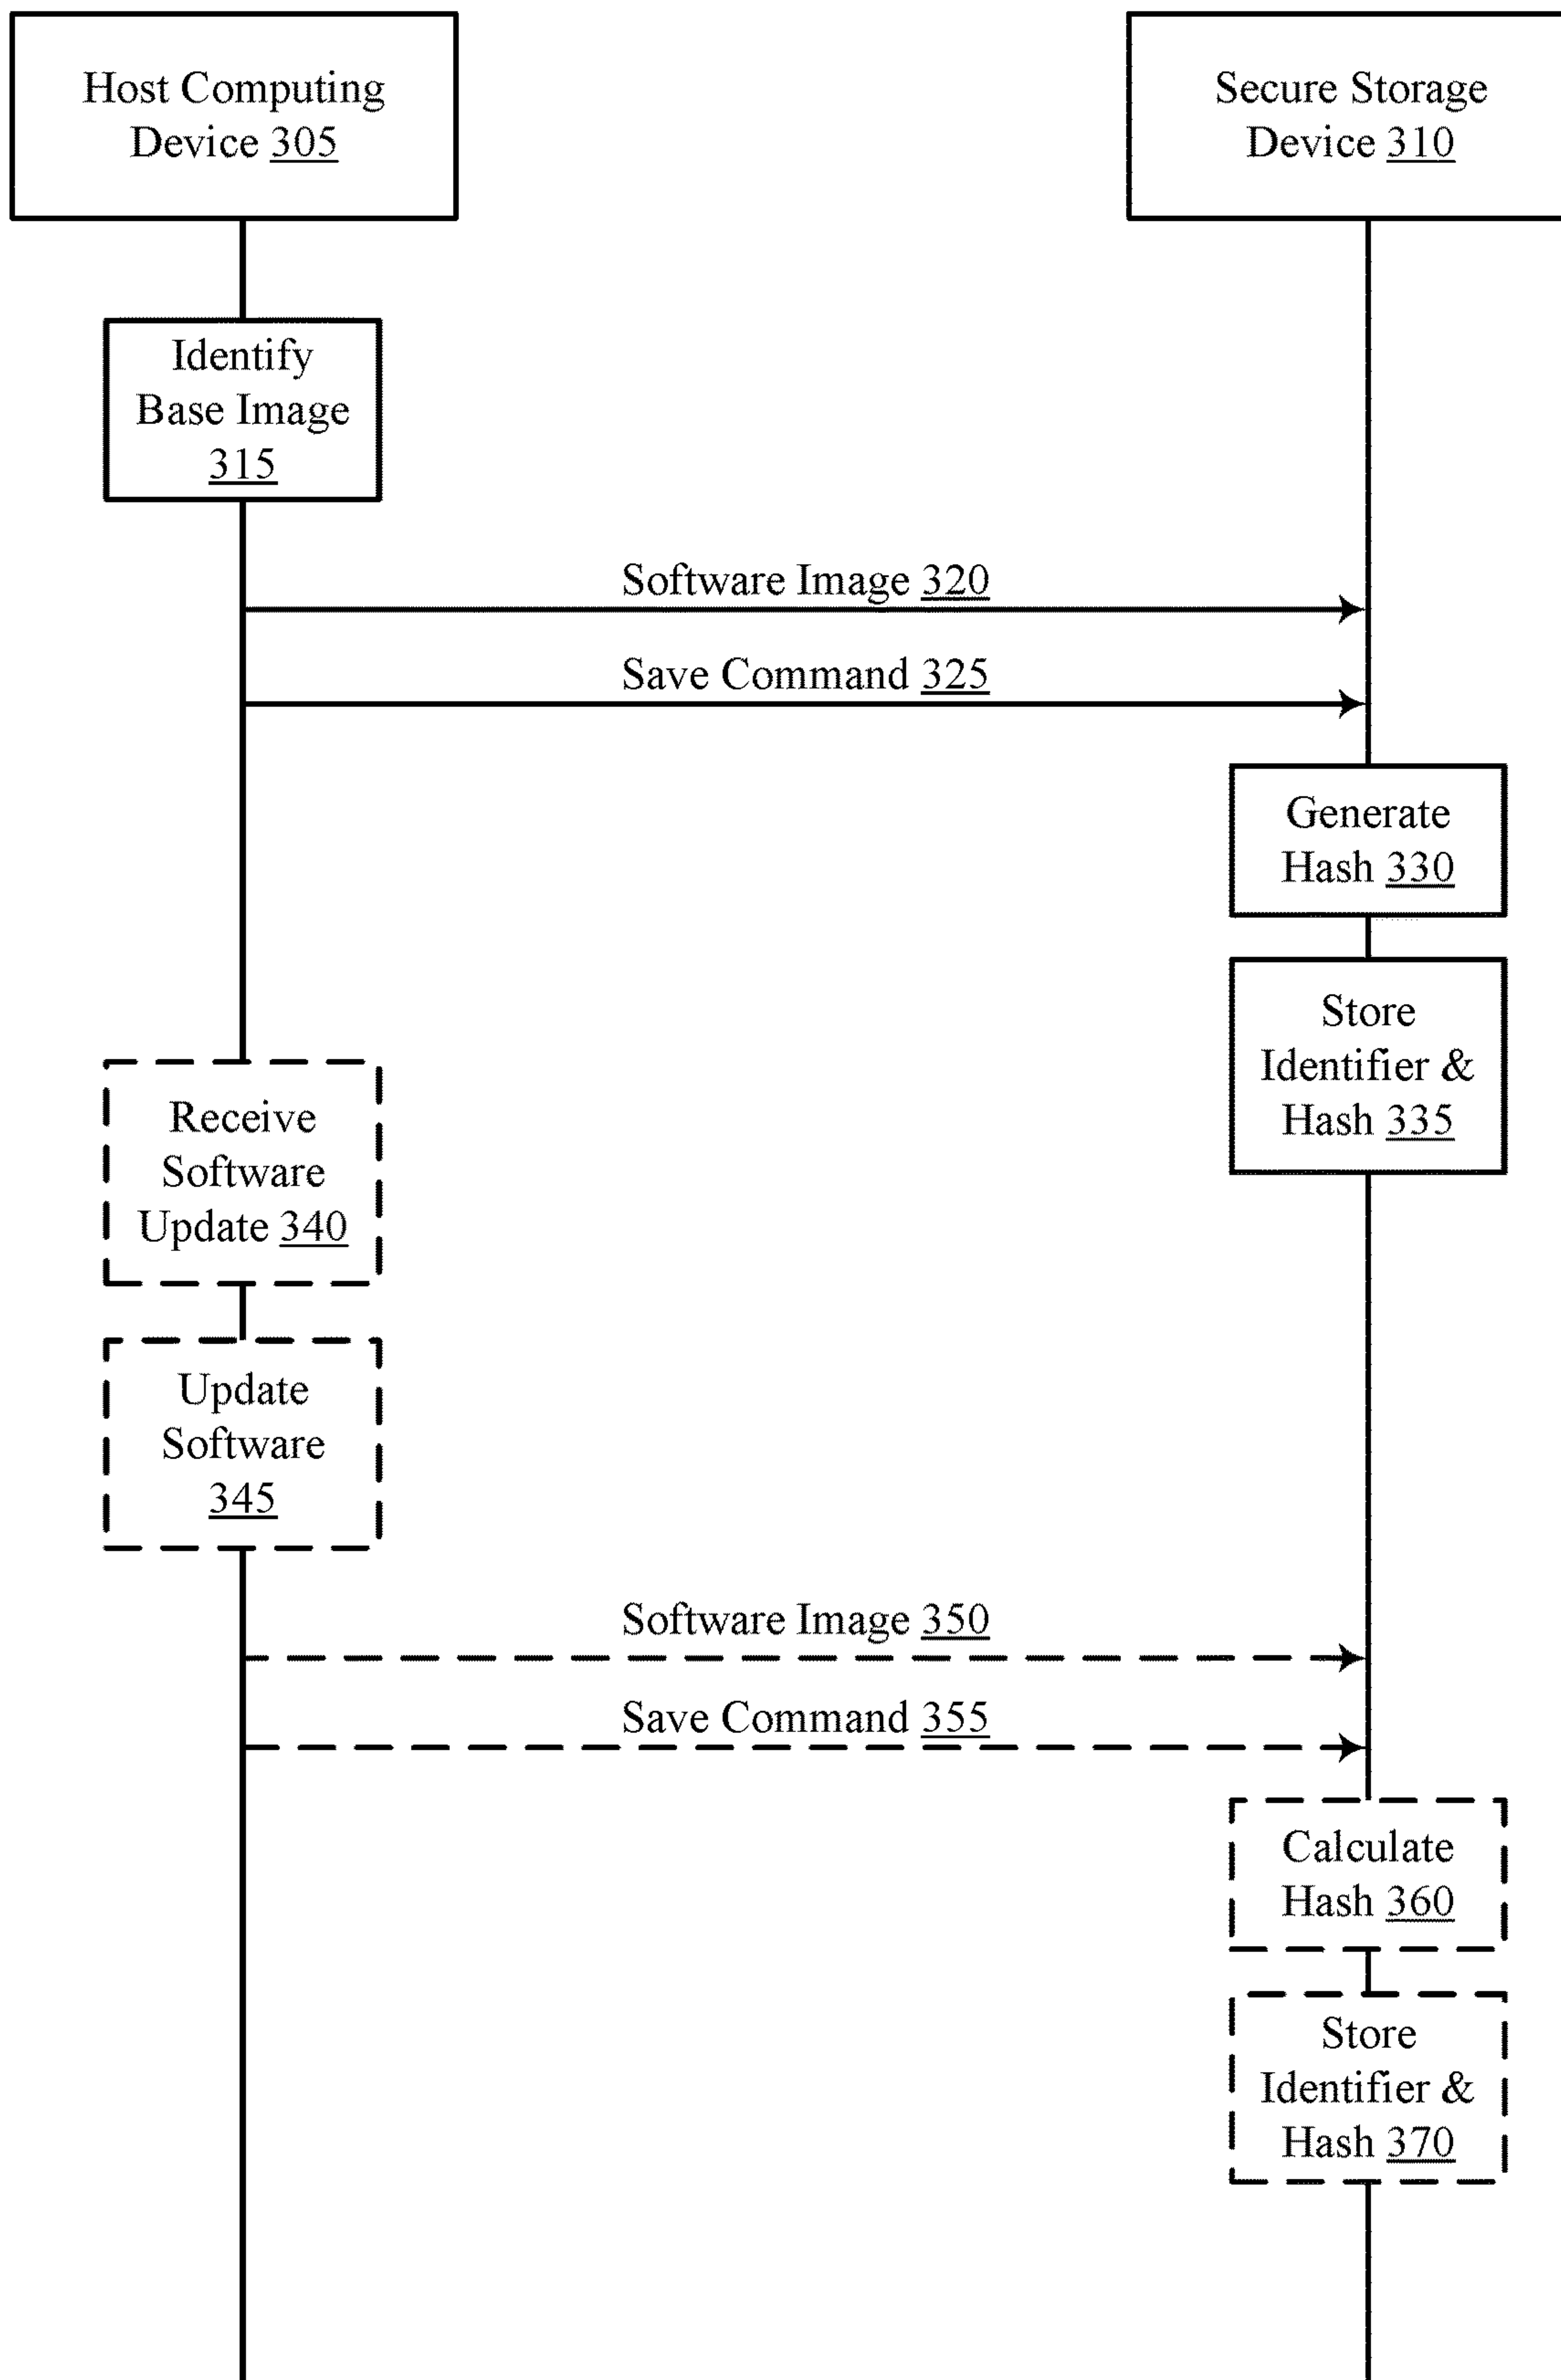 Host Computing
Device 305
Secure Storage
Device 310
Identify
Base Image
315
Software Image 320
Save Command 325
Generate
Hash 330
Store
Identifier &
Hash 335
Receive
Software
Update 340
Update
Software
345
Software Image 350
Save Command 355
Calculate
Hash 360
Store
Identifier &
Hash 370